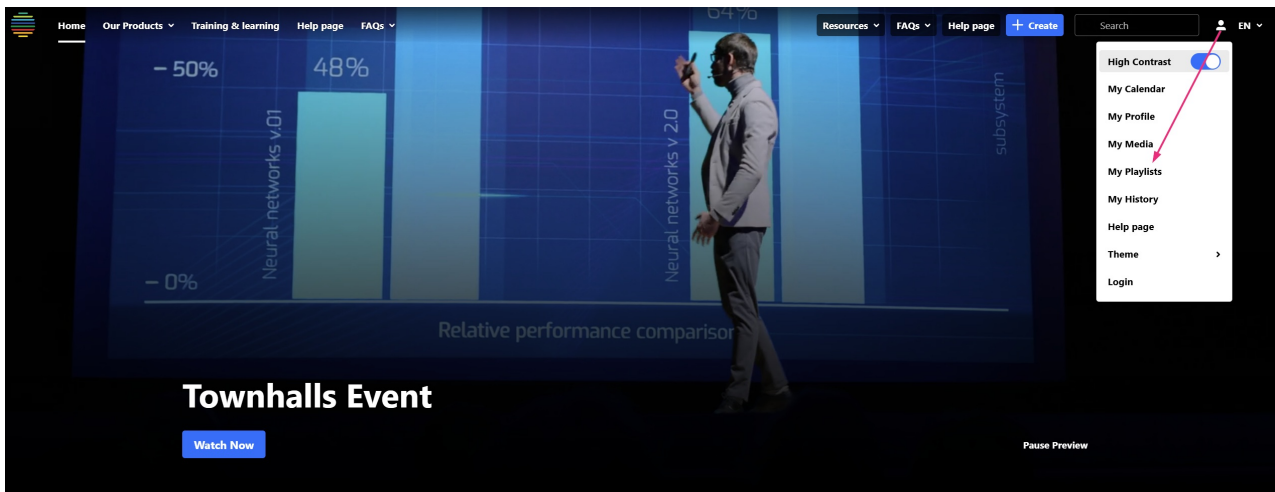 Home Our Products Training & learning Help page FAQs Resources FAQs Help page + Create Search EN
64%
High Contrast
My Calendar
My Profile
My Media
My Playlists
My History
Help page
Theme
Login
– 50%
48%
Neural networks v.01
Neural networks v 2.0
subsystem
– 0%
Relative performance comparison
Townhalls Event
Watch Now
Pause Preview